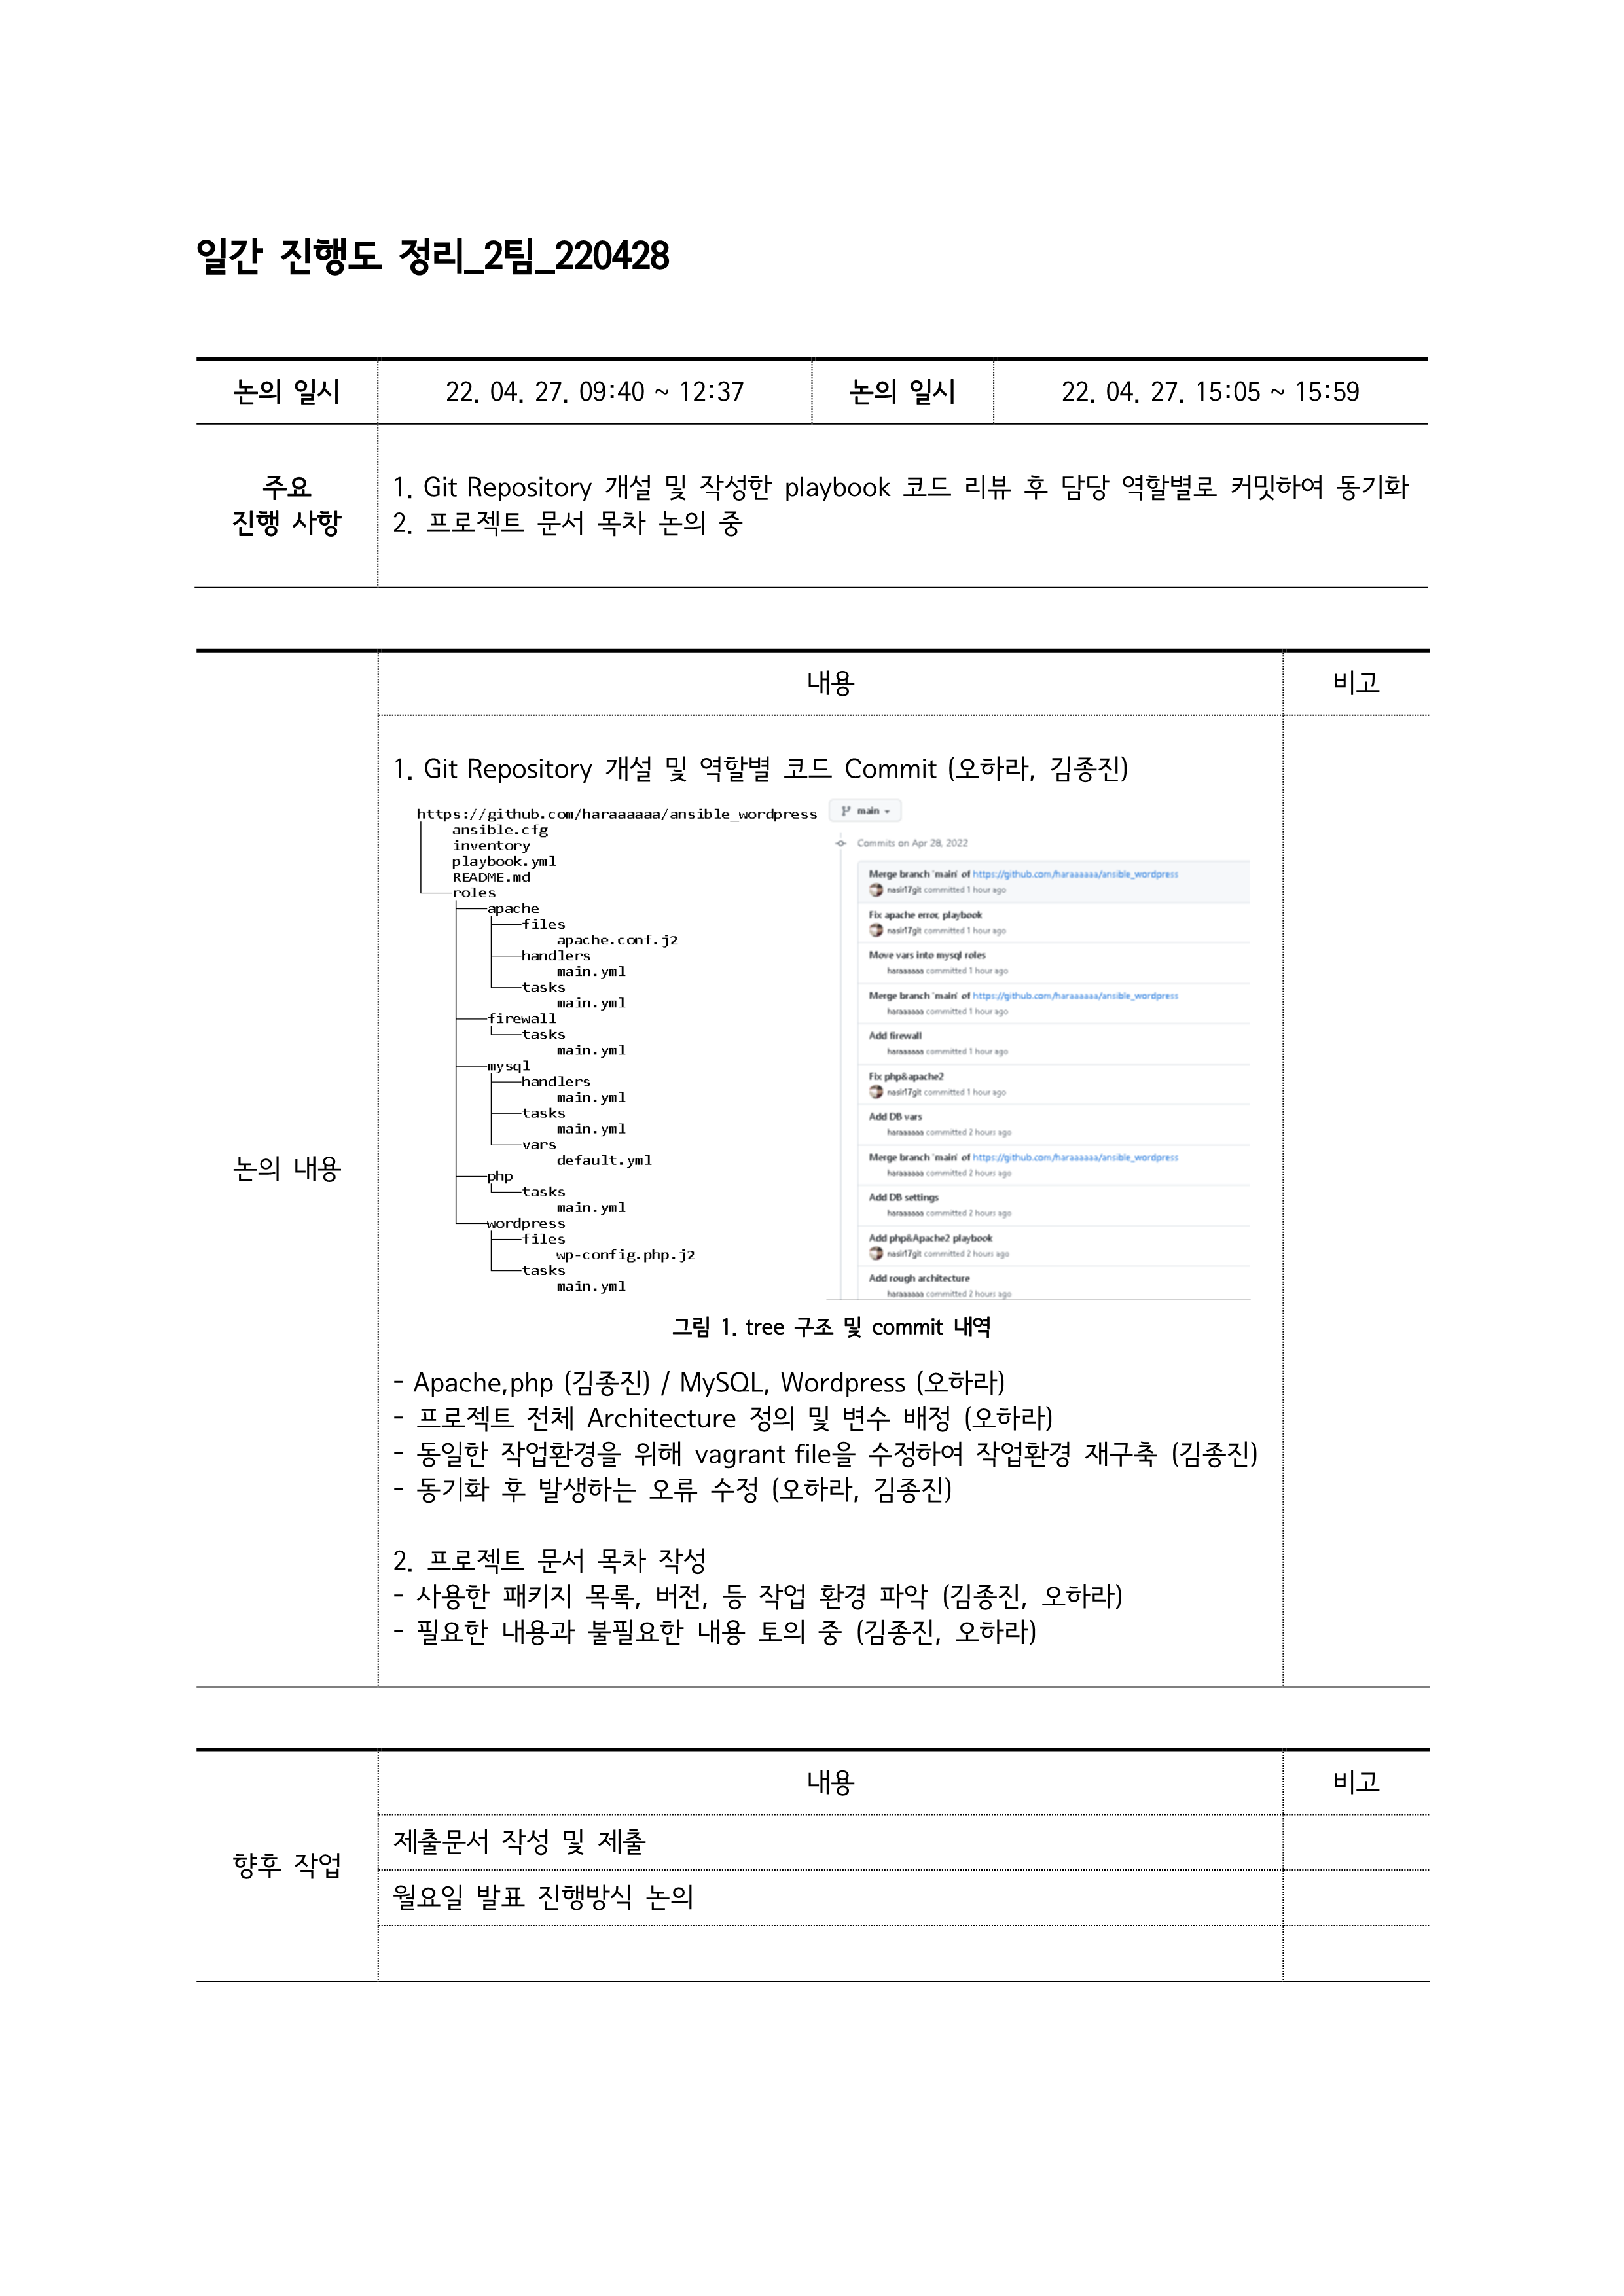 일간 진행도 정리_2팀_220428
논의 일시
22. 04. 27. 09:40 ~ 12:37
논의 일시
22. 04. 27. 15:05 ~ 15:59
주요
진행 사항
1. Git Repository 개설 및 작성한 playbook 코드 리뷰 후 담당 역할별로 커밋하여 동기화
2. 프로젝트 문서 목차 논의 중
논의 내용
내용
비고
1. Git Repository 개설 및 역할별 코드 Commit (오하라, 김종진)
https://github.com/haraaaaaa/ansible_wordpress
ansible.cfg
inventory
playbook.yml
README.md
roles
apache
files
apache.conf.j2
handlers
main.yml
tasks
main.yml
firewall
tasks
main.yml
mysql
handlers
main.yml
tasks
main.yml
vars
default.yml
php
tasks
main.yml
wordpress
files
wp-config.php.j2
tasks
main.yml
main
Commits on Apr 28, 2022
Merge branch 'main' of https://github.com/haraaaaaa/ansible_wordpress
nasir17git committed 1 hour ago
Fix apache error, playbook
nasir17git committed 1 hour ago
Move vars into mysql roles
haraaaaaa committed 1 hour ago
Merge branch 'main' of https://github.com/haraaaaaa/ansible_wordpress
haraaaaaa committed 1 hour ago
Add firewall
haraaaaaa committed 1 hour ago
Fix php&apache2
nasir17git committed 1 hour ago
Add DB vars
haraaaaaa committed 2 hours ago
Merge branch 'main' of https://github.com/haraaaaaa/ansible_wordpress
haraaaaaa committed 2 hours ago
Add DB settings
haraaaaaa committed 2 hours ago
Add php&Apache2 playbook
nasir17git committed 2 hours ago
Add rough architecture
haraaaaaa committed 2 hours ago
그림 1. tree 구조 및 commit 내역
- Apache,php (김종진) / MySQL, Wordpress (오하라)
- 프로젝트 전체 Architecture 정의 및 변수 배정 (오하라)
- 동일한 작업환경을 위해 vagrant file을 수정하여 작업환경 재구축 (김종진)
- 동기화 후 발생하는 오류 수정 (오하라, 김종진)
2. 프로젝트 문서 목차 작성
- 사용한 패키지 목록, 버전, 등 작업 환경 파악 (김종진, 오하라)
- 필요한 내용과 불필요한 내용 토의 중 (김종진, 오하라)
향후 작업
내용
비고
제출문서 작성 및 제출
월요일 발표 진행방식 논의